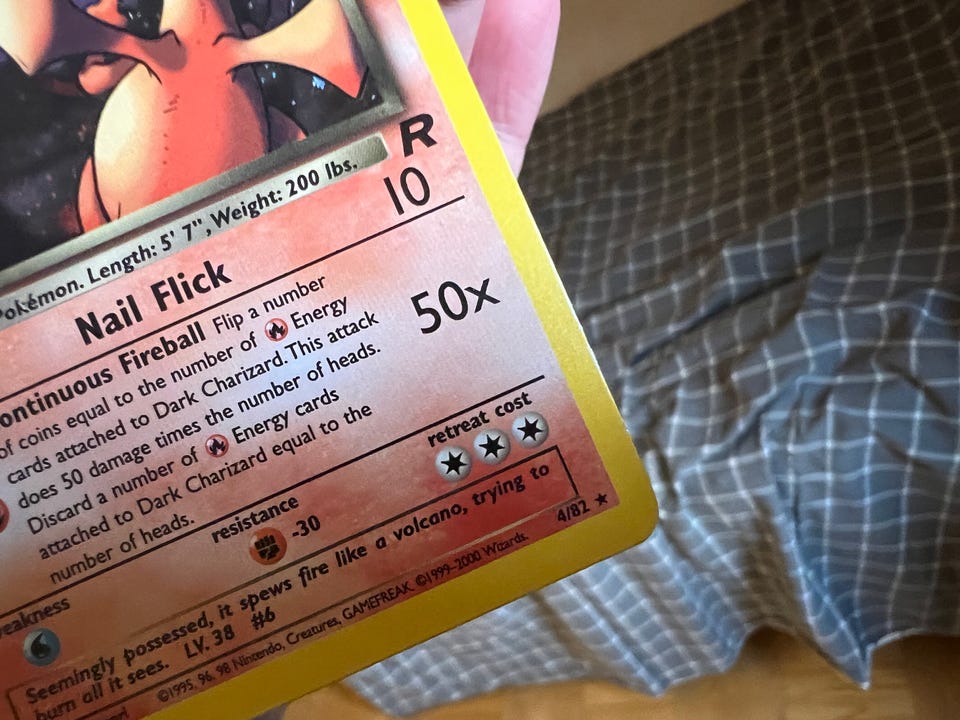 R
okémon. Length: 5' 7", Weight: 200 lbs.
Nail Flick 10
ontinuous Fireball Flip a number
of coins equal to the number of Energy
cards attached to Dark Charizard. This attack
does 50 damage times the number of heads.
Discard a number of Energy cards
attached to Dark Charizard equal to the
number of heads.
50x
eakness resistance retreat cost
-30
Seemingly possessed, it spews fire like a volcano, trying to
burn all it sees. LV. 38 #6
4/82 ★
©1995, 96, 98 Nintendo, Creatures, GAMEFREAK. ©1999-2000 Wizards.